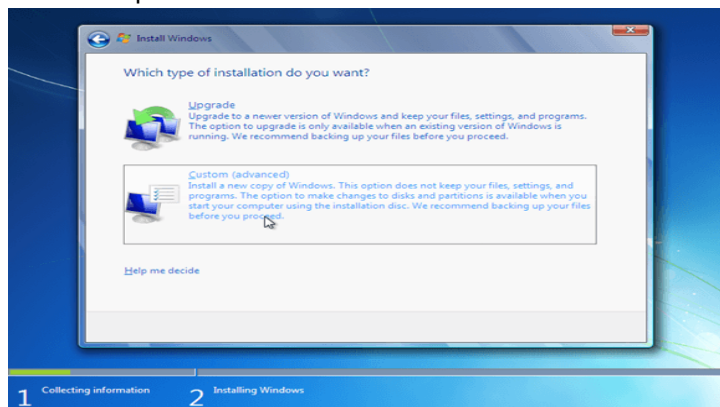 Install Windows
Which type of installation do you want?
Upgrade
Upgrade to a newer version of Windows and keep your files, settings, and programs.
The option to upgrade is only available when an existing version of Windows is
running. We recommend backing up your files before you proceed.
Custom (advanced)
Install a new copy of Windows. This option does not keep your files, settings, and
programs. The option to make changes to disks and partitions is available when you
start your computer using the installation disc. We recommend backing up your files
before you proceed.
Help me decide
1 Collecting information 2 Installing Windows